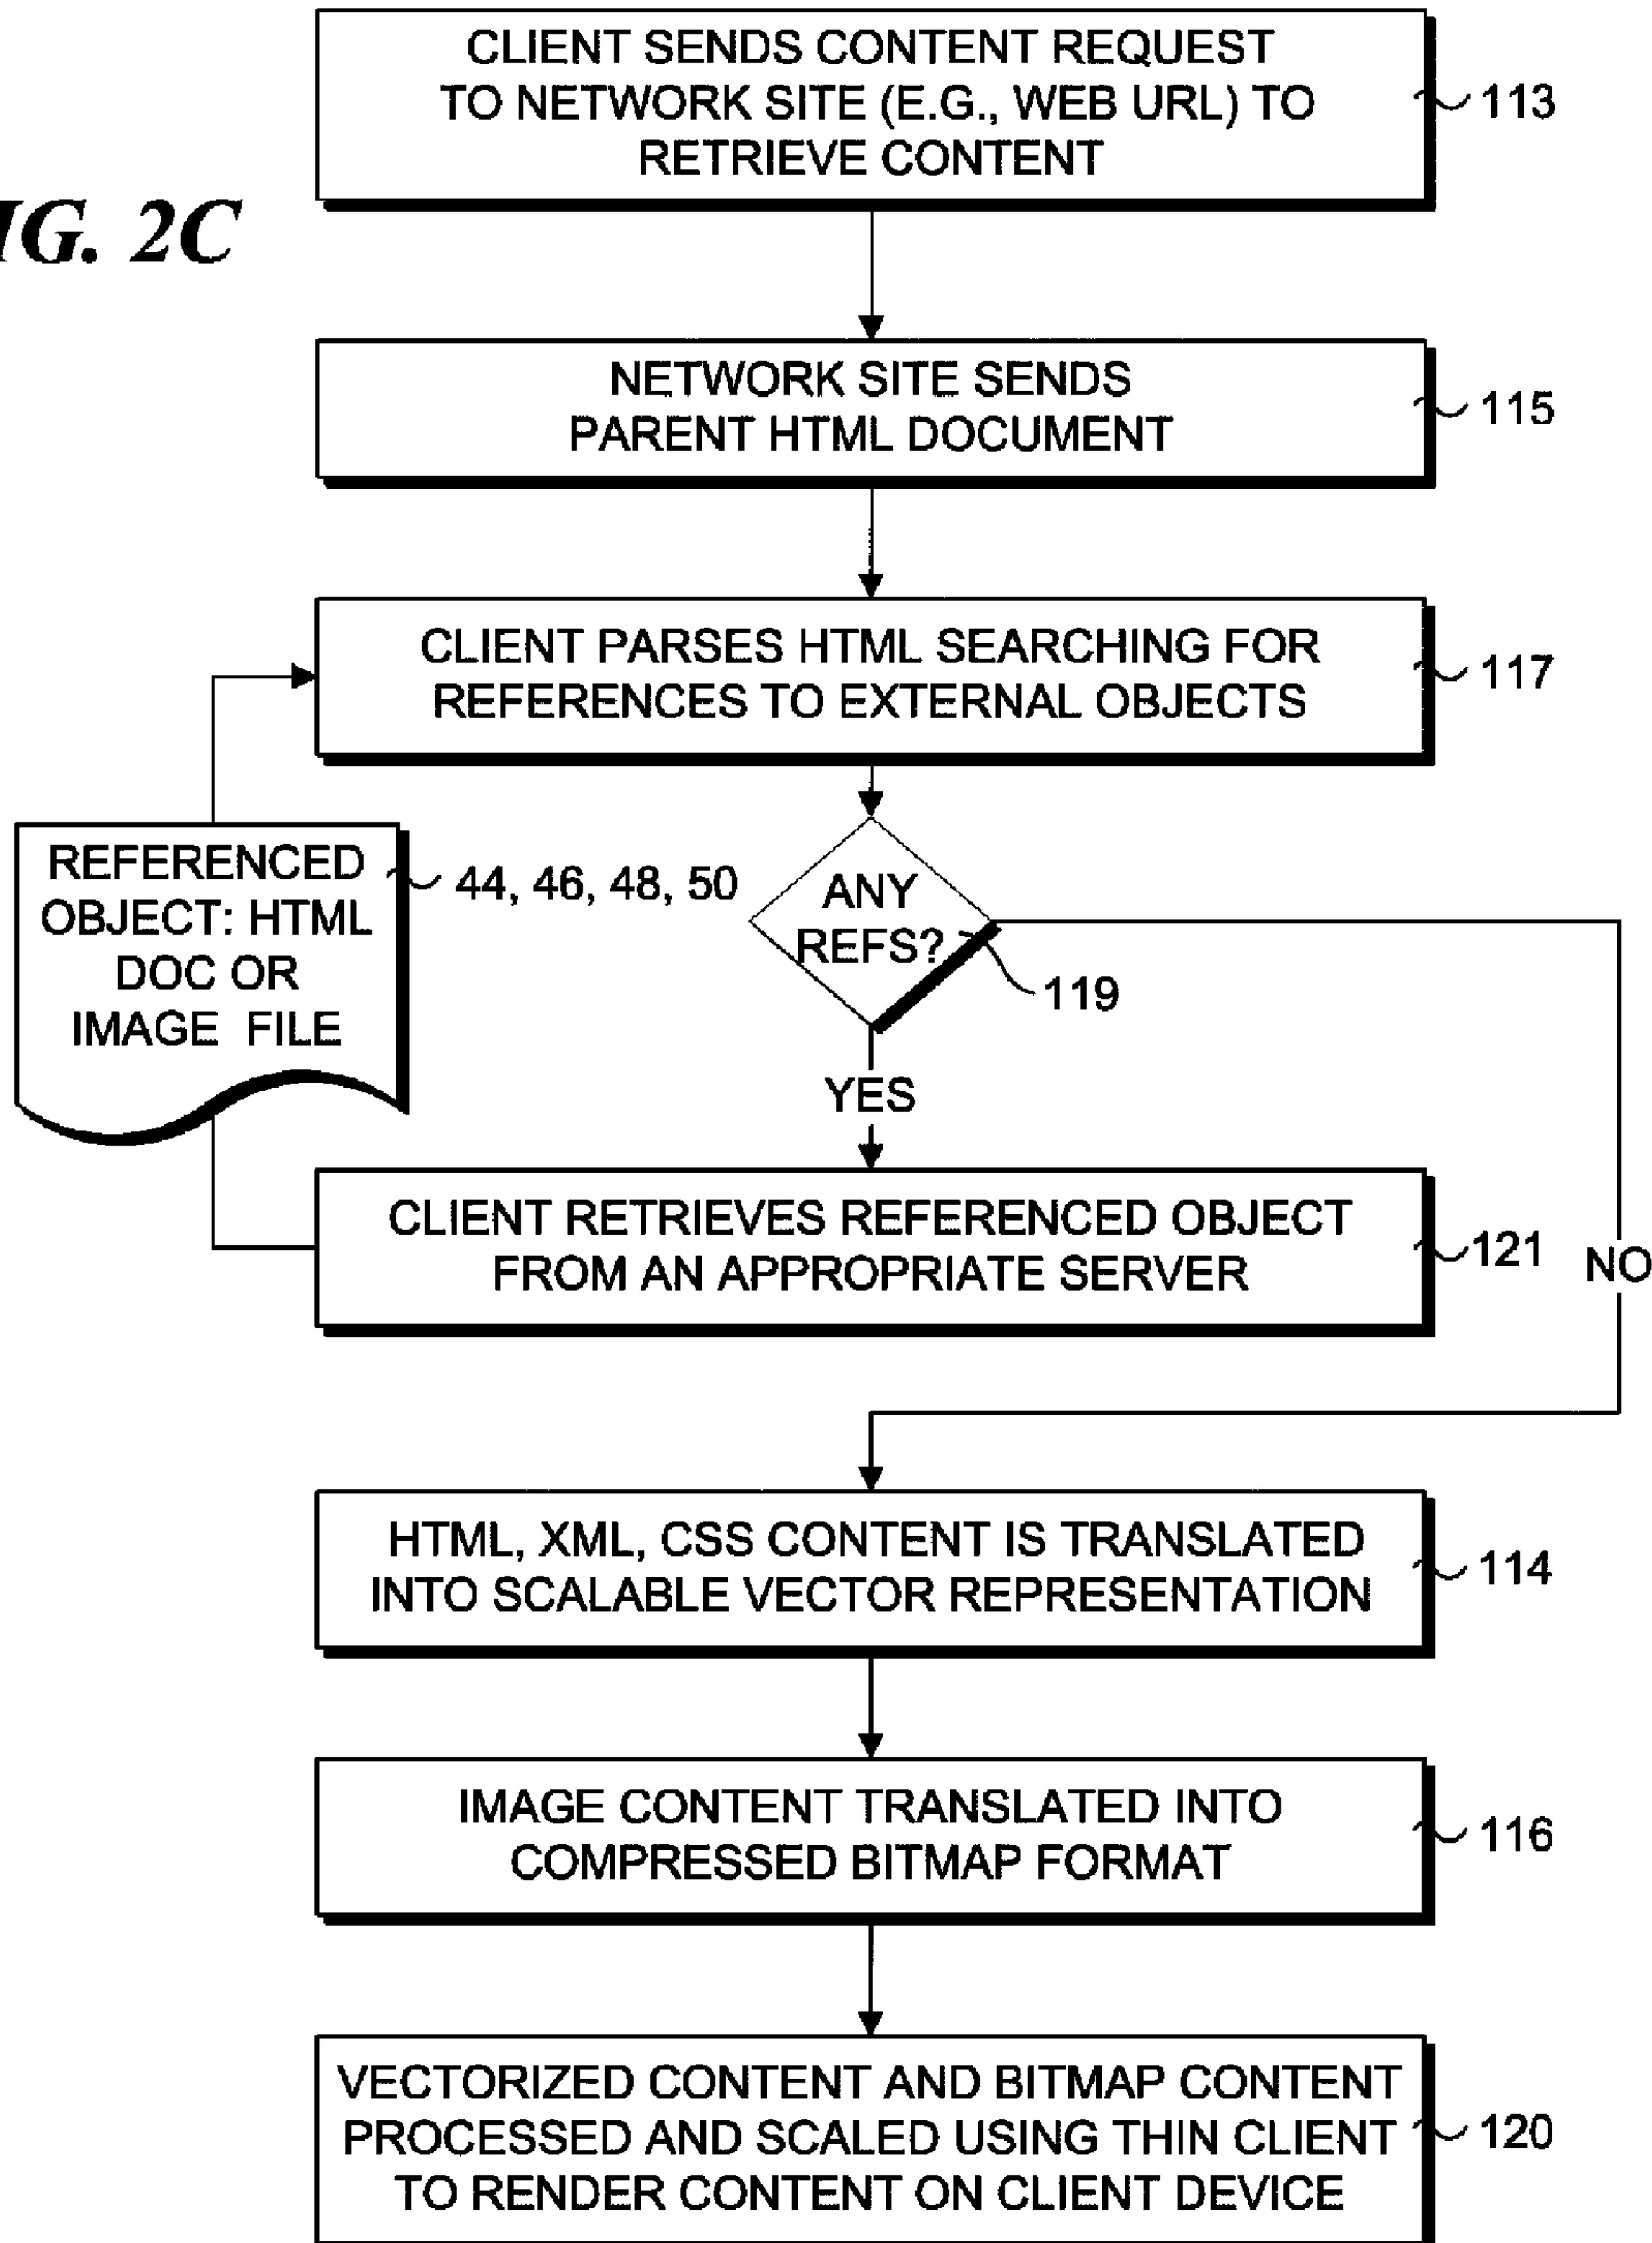 CLIENT SENDS CONTENT REQUEST
TO NETWORK SITE (E.G., WEB URL) TO
RETRIEVE CONTENT
113
IG. 2C
NETWORK SITE SENDS
PARENT HTML DOCUMENT
115
CLIENT PARSES HTML SEARCHING FOR
REFERENCES TO EXTERNAL OBJECTS
117
REFERENCED
OBJECT: HTML
DOC OR
IMAGE FILE
44, 46, 48, 50
ANY
REFS?
119
YES
CLIENT RETRIEVES REFERENCED OBJECT
FROM AN APPROPRIATE SERVER
121
NO
HTML, XML, CSS CONTENT IS TRANSLATED
INTO SCALABLE VECTOR REPRESENTATION
114
IMAGE CONTENT TRANSLATED INTO
COMPRESSED BITMAP FORMAT
116
VECTORIZED CONTENT AND BITMAP CONTENT
PROCESSED AND SCALED USING THIN CLIENT
TO RENDER CONTENT ON CLIENT DEVICE
120